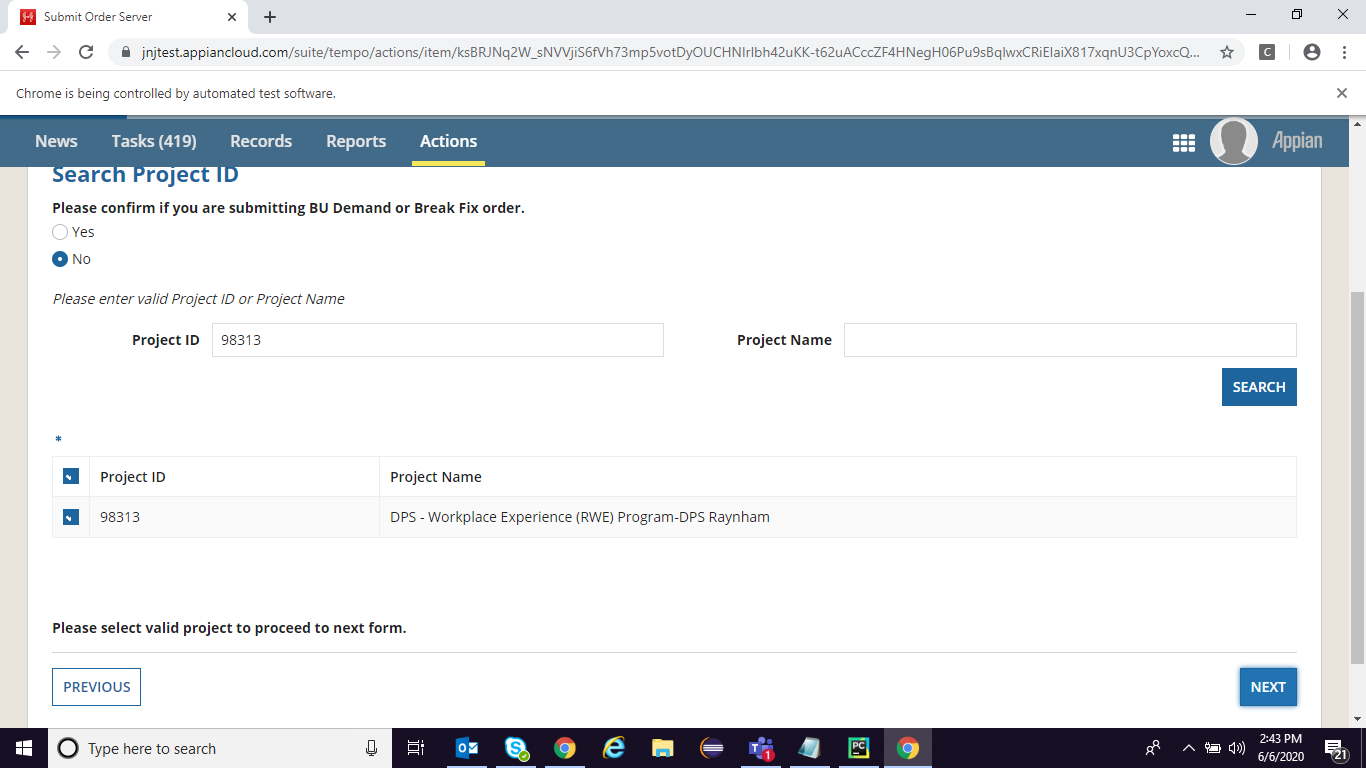 Submit Order Server
jnjtest.appiancloud.com/suite/tempo/actions/item/ksBRJNq2W_sNVVjiS6fVh73mp5votDyOUCHNIrlbh42uKK-t62uACccZF4HNegH06Pu9sBqlwxCRiElaiX817xqnU3CpYoxcQ...
C
Chrome is being controlled by automated test software.
News Tasks (419) Records Reports Actions Appian
Search Project ID
Please confirm if you are submitting BU Demand or Break Fix order.
Yes
No
Please enter valid Project ID or Project Name
Project ID 98313 Project Name
SEARCH
*
Project ID Project Name
98313 DPS - Workplace Experience (RWE) Program-DPS Raynham
Please select valid project to proceed to next form.
PREVIOUS NEXT
Type here to search
2:43 PM
6/6/2020
1
21